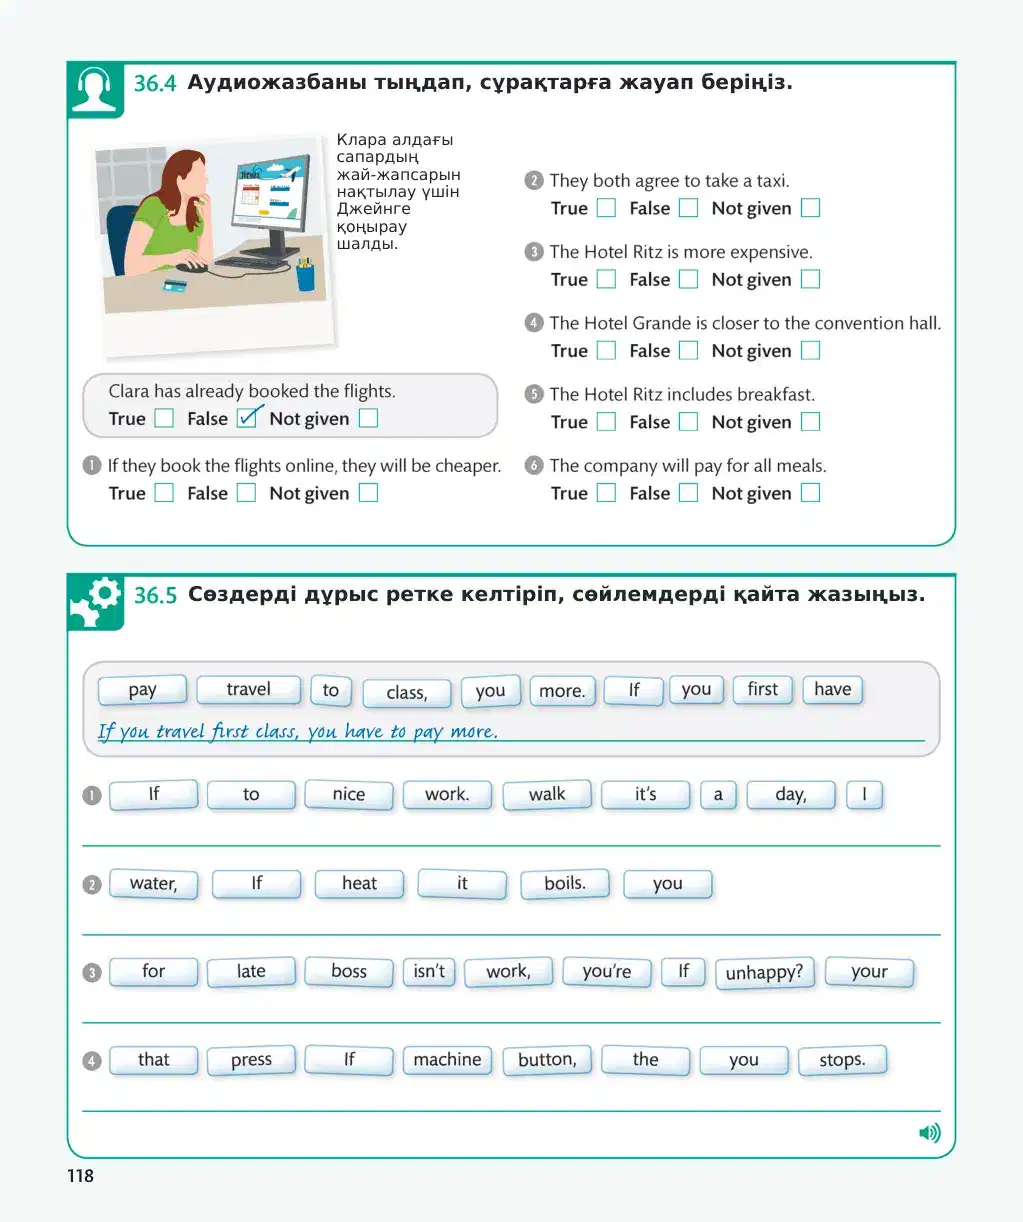 36.4 Аудиожазбаны тыңдап, сұрақтарға жауап беріңіз.
Клара алдағы
сапардың
жай-жапсарын
нақтылау үшін
Джейнге
қоңырау
шалды.
Clara has already booked the flights.
True False Not given
1 If they book the flights online, they will be cheaper.
True False Not given
2 They both agree to take a taxi.
True False Not given
3 The Hotel Ritz is more expensive.
True False Not given
4 The Hotel Grande is closer to the convention hall.
True False Not given
5 The Hotel Ritz includes breakfast.
True False Not given
6 The company will pay for all meals.
True False Not given
36.5 Сөздерді дұрыс ретке келтіріп, сөйлемдерді қайта жазыңыз.
pay travel to class, you more. If you first have
If you travel first class, you have to pay more.
1 If to nice work. walk it's a day, I
2 water, If heat it boils. you
3 for late boss isn't work, you're If unhappy? your
4 that press If machine button, the you stops.
118